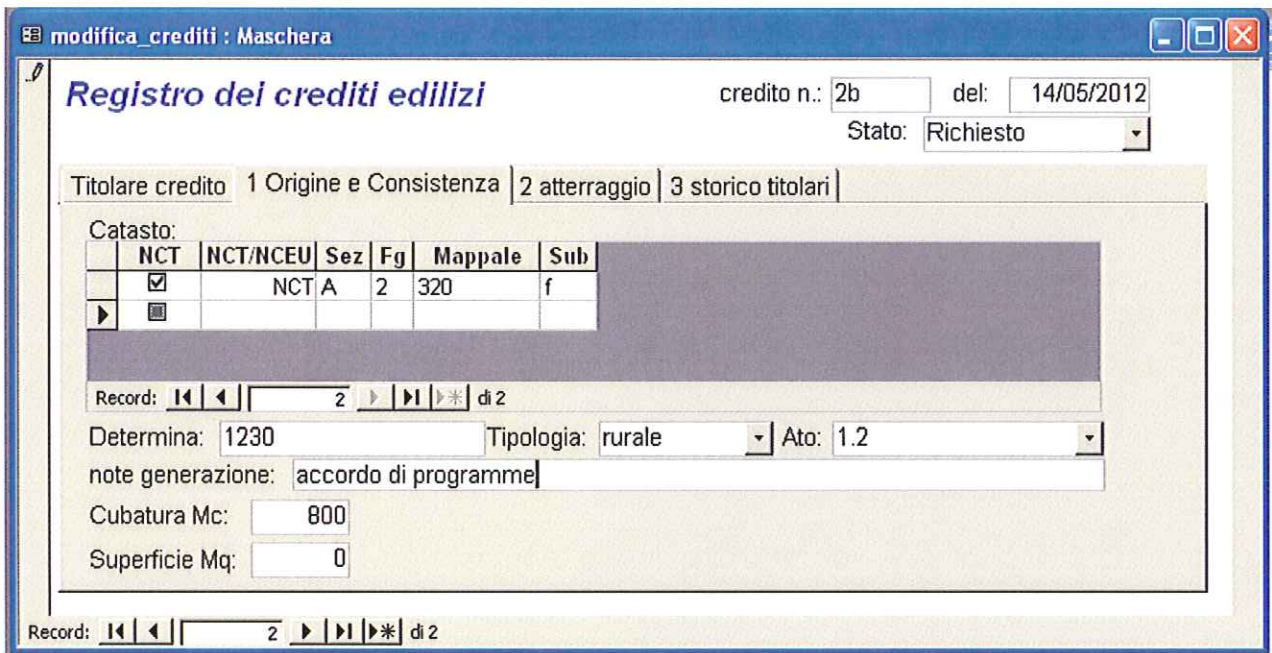 modifica_crediti : Maschera
Registro dei crediti edilizi
credito n.: 2b del: 14/05/2012
Stato: Richiesto
Titolare credito 1 Origine e Consistenza 2 atterraggio 3 storico titolari
Catasto:
NCT NCT/NCEU Sez Fg Mappale Sub
NCT A 2 320 f
Record: 2 di 2
Determina: 1230 Tipologia: rurale Ato: 1.2
note generazione: accordo di programme
Cubatura Mc: 800
Superficie Mq: 0
Record: 2 di 2